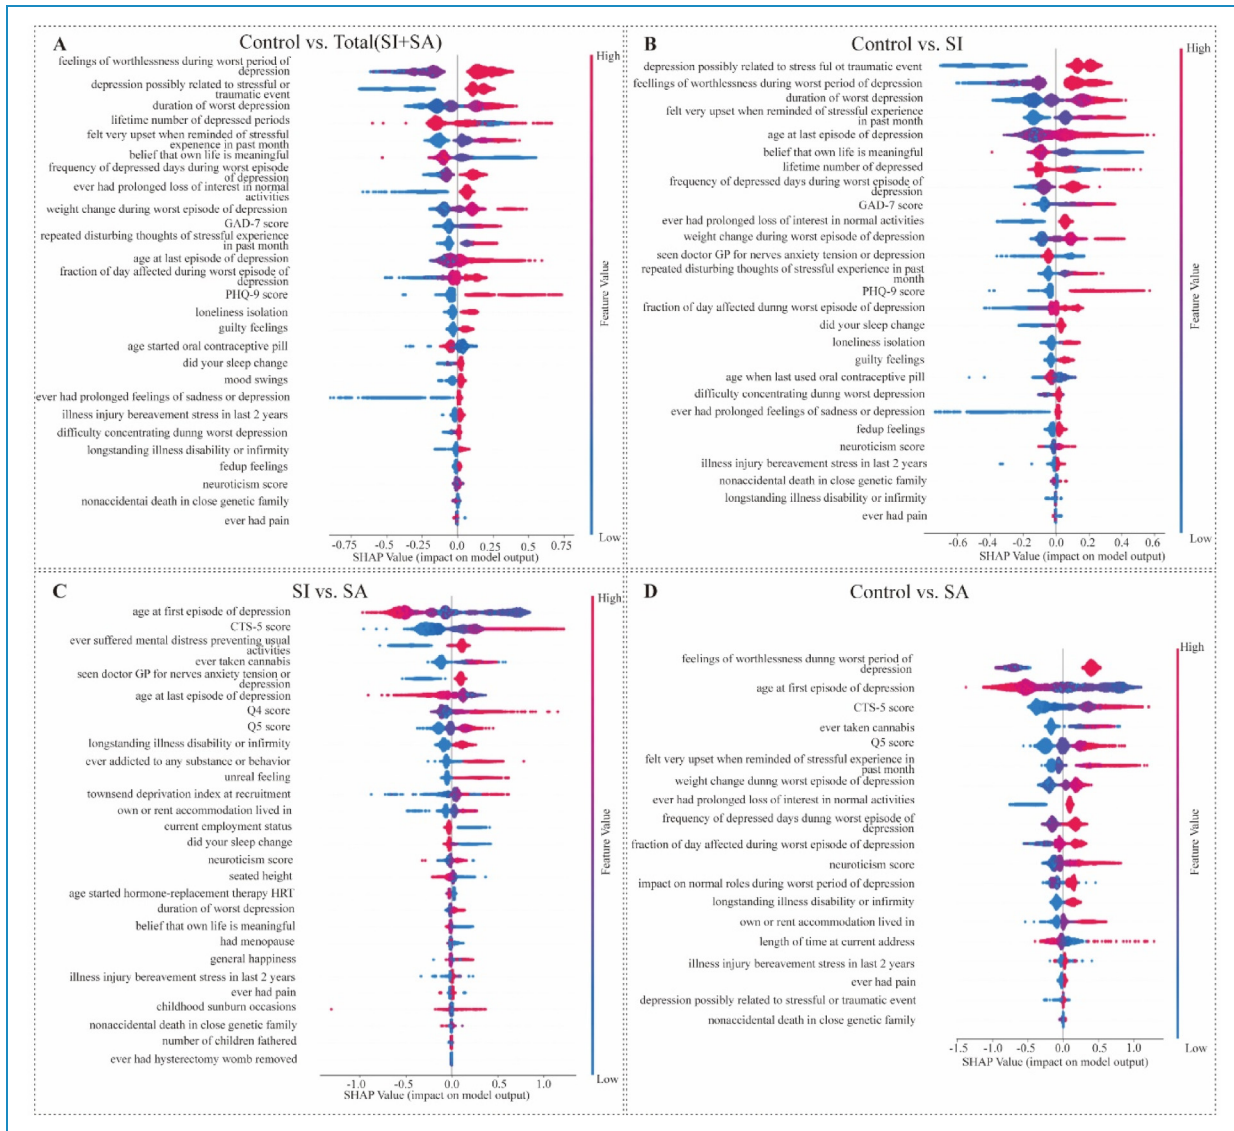 A
Control vs. Total(SI+SA)
feelings of worthlessness during worst period of
depression
depression possibly related to stressful or
traumatic event
duration of worst depression
lifetime number of depressed periods
felt very upset when reminded of stressful
expenence in past month
belief that own life is meaningful
frequency of depressed days during worst episode
of depression
ever had prolonged loss of interest in normal
activities
weight change during worst episode of depression
GAD-7 score
repeated disturbing thoughts of stressful experience
in past month
age at last episode of depression
fraction of day affected during worst episode of
depression
PHQ-9 score
loneliness isolation
guilty feelings
age started oral contraceptive pill
did your sleep change
mood swings
ever had prolonged feelings of sadness or depression
illness injury bereavement stress in last 2 years
difficulty concentrating dunng worst depression
longstanding illness disability or infirmity
fedup feelings
neuroticism score
nonaccidentai death in close genetic family
ever had pain
-0.75 -0.50 -0.25 0.0 0.25 0.50 0.75
SHAP Value (impact on model output)
High
Feature Value
Low
B
Control vs. SI
depression possibly related to stress ful ot traumatic event
feellings of worthlessness during worst period of depression
duration of worst depression
felt very upset when reminded of stressful experience
in past month
age at last episode of depression
belief that own life is meaningful
lifetime number of depressed
frequency of depressed days during worst episode of
depression
GAD-7 score
ever had prolonged loss of interest in normal activities
weight change during worst episode of depression
seen doctor GP for nerves anxiety tension or depression
repeated disturbing thoughts of stressful experience in past
month
PHQ-9 score
fraction of day affected dunng worst episode of depression
did your sleep change
loneliness isolation
guilty feelings
age when last used oral contraceptive pill
difficulty concentrating dunng worst depression
ever had prolonged feelings of sadness or depression
fedup feelings
neuroticism score
illness injury bereavement stress in last 2 years
nonaccidental death in close genetic family
longstanding illness disability or infirmity
ever had pain
-0.6 -0.4 -0.2 0.0 0.2 0.4 0.6
SHAP Value (impact on model output)
High
Feature Value
Low
C
SI vs. SA
age at first episode of depression
CTS-5 score
ever suffered mental distress preventing usual
activities
ever taken cannabis
seen doctor GP for nerves anxiety tension or
depression
age at last episode of depression
Q4 score
Q5 score
longstanding illness disability or infirmity
ever addicted to any substance or behavior
unreal feeling
townsend deprivation index at recruitment
own or rent accommodation lived in
current employment status
did your sleep change
neuroticism score
seated height
age started hormone-replacement therapy HRT
duration of worst depression
belief that own life is meaningful
had menopause
general happiness
illness injury bereavement stress in last 2 years
ever had pain
childhood sunburn occasions
nonaccidental death in close genetic family
number of children fathered
ever had hysterectomy womb removed
-1.0 -0.5 0.0 0.5 1.0
SHAP Value (impact on model output)
High
Feature Value
Low
D
Control vs. SA
feelings of worthlessness dunng worst period of
depression
age at first episode of depression
CTS-5 score
ever taken cannabis
Q5 score
felt very upset when reminded of stressful experience in
past month
weight change dunng worst episode of depression
ever had prolonged loss of interest in normal activities
frequency of depressed days dunng worst episode of
depression
fraction of day affected during worst episode of depression
neuroticism score
impact on normal roles during worst period of depression
longstanding illness disability or infirmity
own or rent accommodation lived in
length of time at current address
illness injury bereavement stress in last 2 years
ever had pain
depression possibly related to stressful or traumatic event
nonaccidental death in close genetic family
-1.5 -1.0 -0.5 0.0 0.5 1.0
SHAP Value (impact on model output)
High
Feature Value
Low